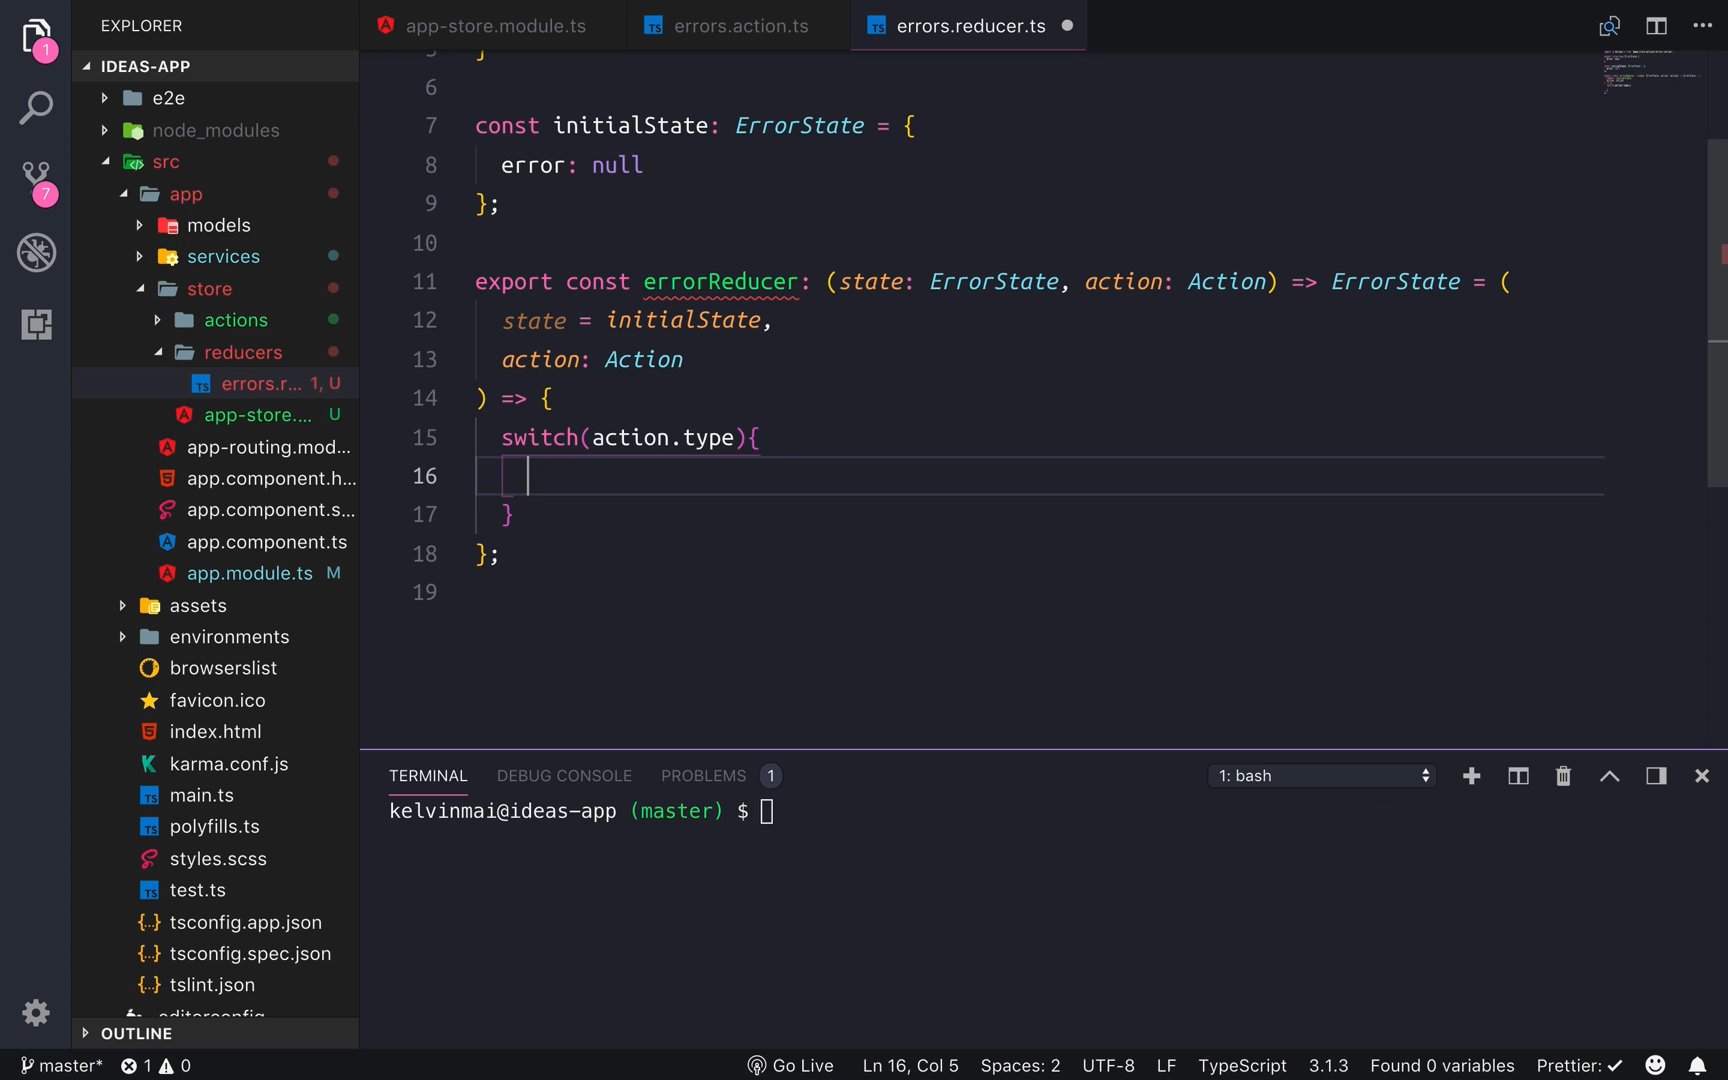 EXPLORER
app-store.module.ts
errors.action.ts
errors.reducer.ts
1
7
IDEAS-APP
e2e
node_modules
src
app
models
services
store
actions
reducers
errors.r... 1, U
app-store.... U
app-routing.mod...
app.component.h...
app.component.s...
app.component.ts
app.module.ts M
assets
environments
browserslist
favicon.ico
index.html
karma.conf.js
main.ts
polyfills.ts
styles.scss
test.ts
tsconfig.app.json
tsconfig.spec.json
tslint.json
OUTLINE
}
6
7 const initialState: ErrorState = {
8 error: null
9 };
10
11 export const errorReducer: (state: ErrorState, action: Action) => ErrorState = (
12 state = initialState,
13 action: Action
14 ) => {
15 switch(action.type){
16
17 }
18 };
19
TERMINAL DEBUG CONSOLE PROBLEMS 1 1: bash
kelvinmai@ideas-app (master) $
master* 1 0 Go Live Ln 16, Col 5 Spaces: 2 UTF-8 LF TypeScript 3.1.3 Found 0 variables Prettier: ✓